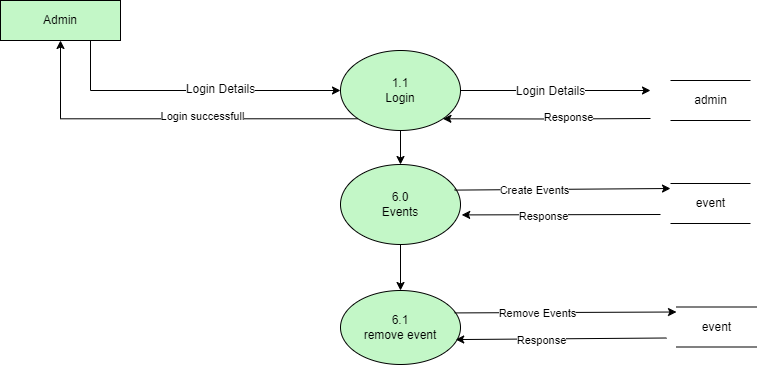 Admin
1.1
Login
Login Details
Login Details
admin
Login successfull
Response
6.0
Events
Create Events
event
Response
6.1
remove event
Remove Events
event
Response